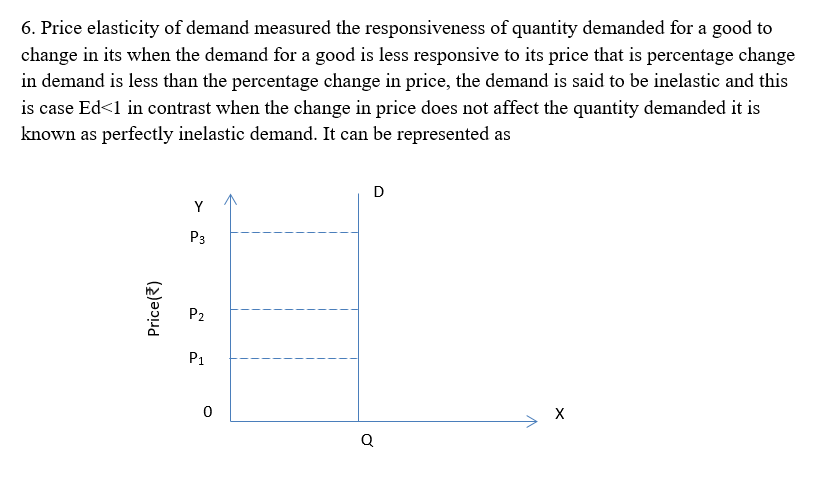 6. Price elasticity of demand measured the responsiveness of quantity demanded for a good to
change in its when the demand for a good is less responsive to its price that is percentage change
in demand is less than the percentage change in price, the demand is said to be inelastic and this
is case Ed<1 in contrast when the change in price does not affect the quantity demanded it is
known as perfectly inelastic demand. It can be represented as
D
Y
P3
Price(₹)
P2
P1
0
X
Q